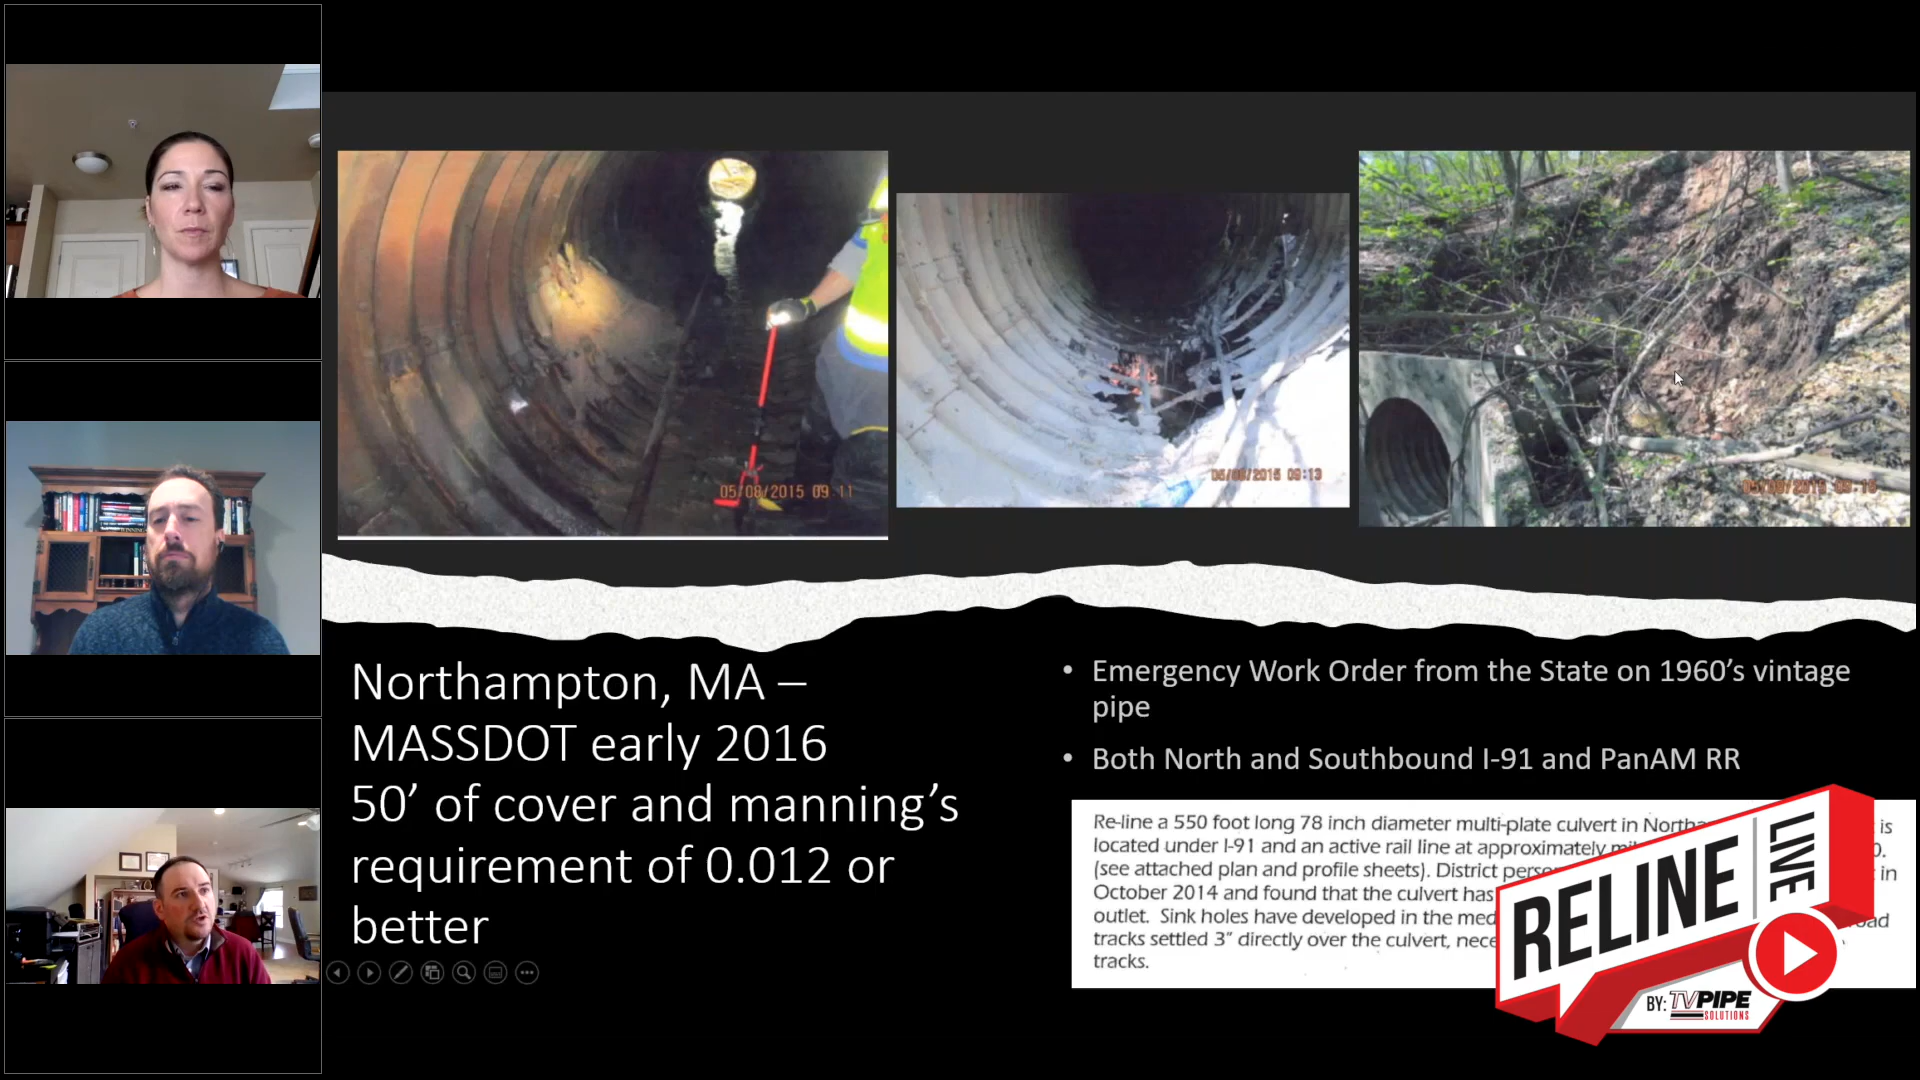 05/08/2015 09:11
05/08/2015 09:13
Northampton, MA –
MASSDOT early 2016
50’ of cover and manning’s
requirement of 0.012 or
better
• Emergency Work Order from the State on 1960’s vintage
pipe
• Both North and Southbound I-91 and PanAM RR
Re-line a 550 foot long 78 inch diameter multi-plate culvert in is
located under I-91 and an active rail line at approximately
(see attached plan and profile sheets). District in
October 2014 and found that the culvert has
outlet. Sink holes have developed in the
tracks settled 3” directly over the culvert,
tracks.
RELINE LIVE
BY: TVPIPE
SOLUTIONS